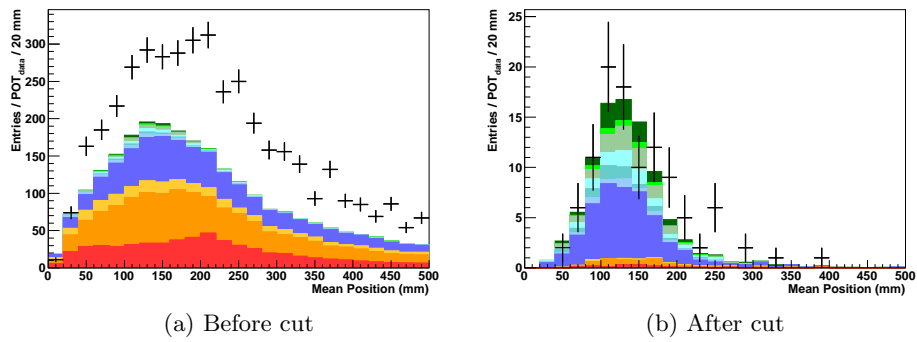 Entries / POTdata / 20 mm
300
250
200
150
100
50
0
0 50 100 150 200 250 300 350 400 450 500
Mean Position (mm)
(a) Before cut
Entries / POTdata / 20 mm
25
20
15
10
5
0
0 50 100 150 200 250 300 350 400 450 500
Mean Position (mm)
(b) After cut